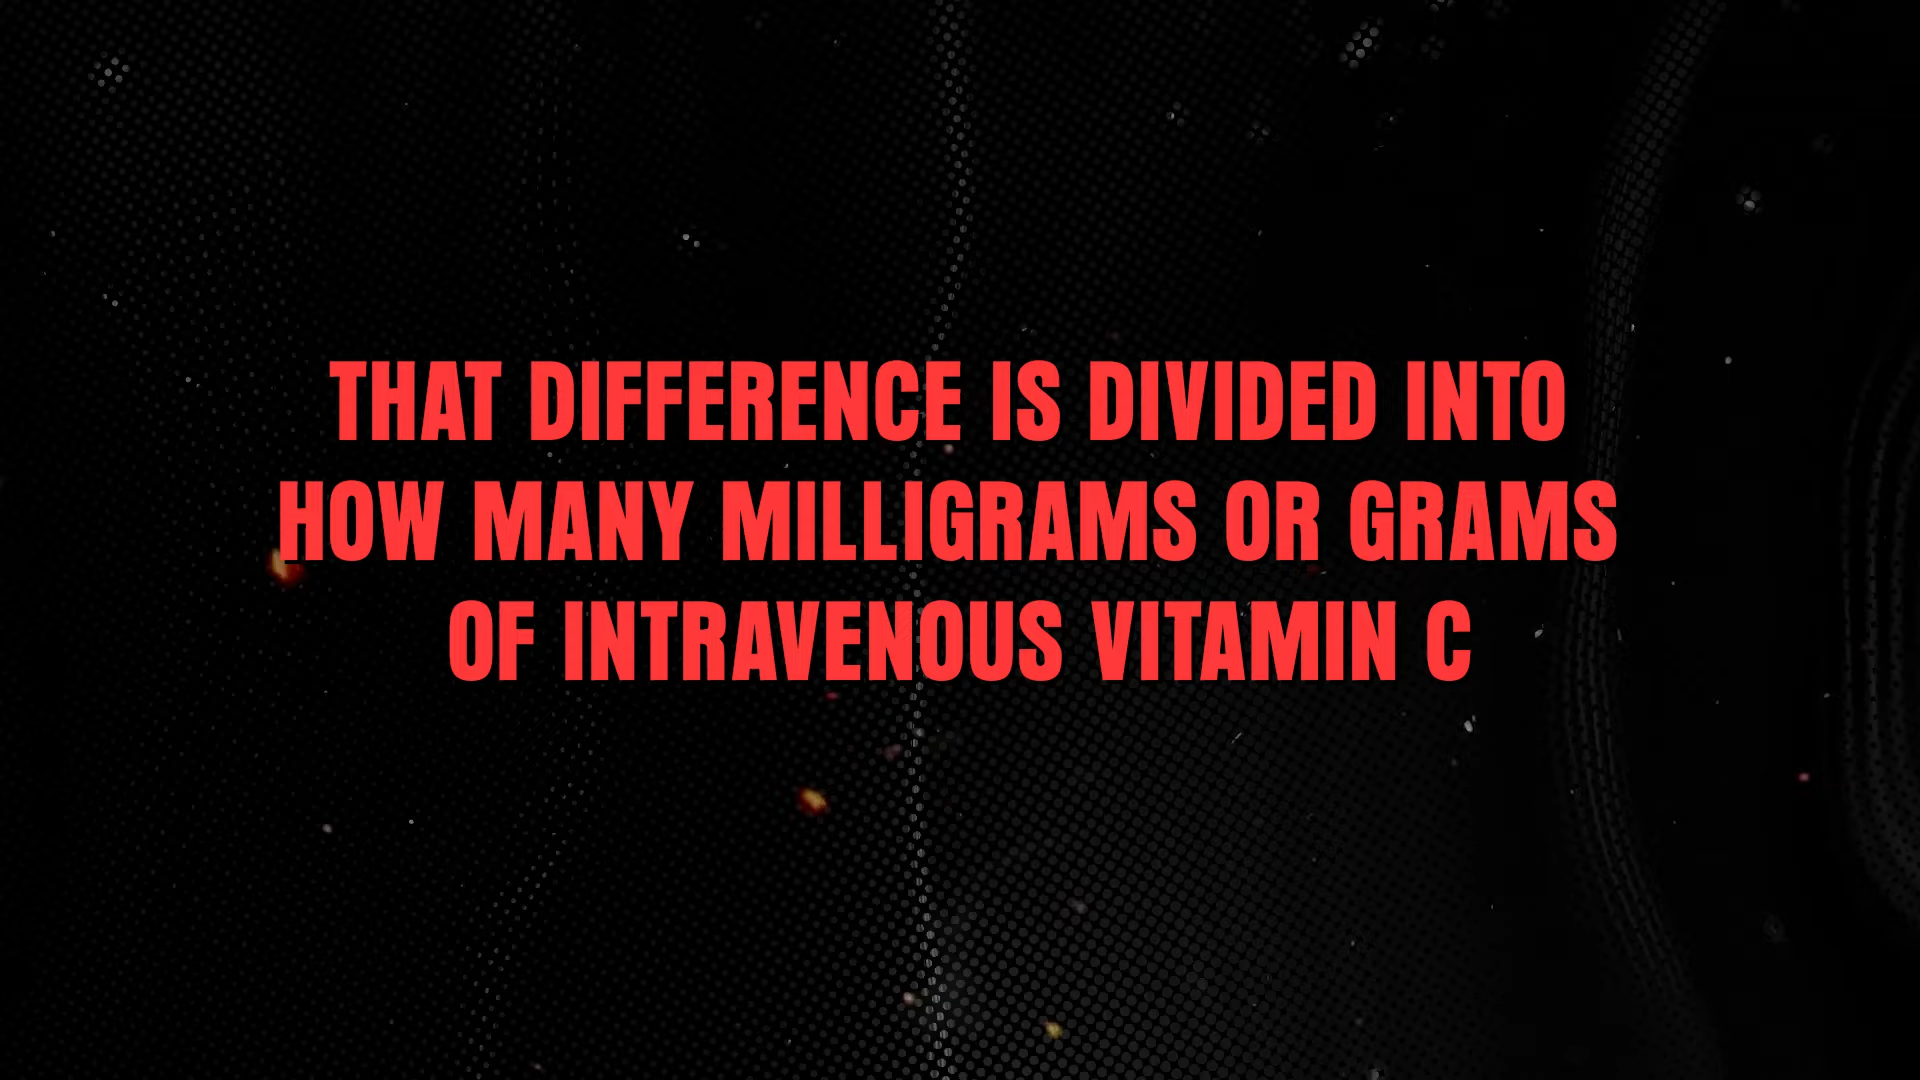 THAT DIFFERENCE IS DIVIDED INTO
HOW MANY MILLIGRAMS OR GRAMS
OF INTRAVENOUS VITAMIN C